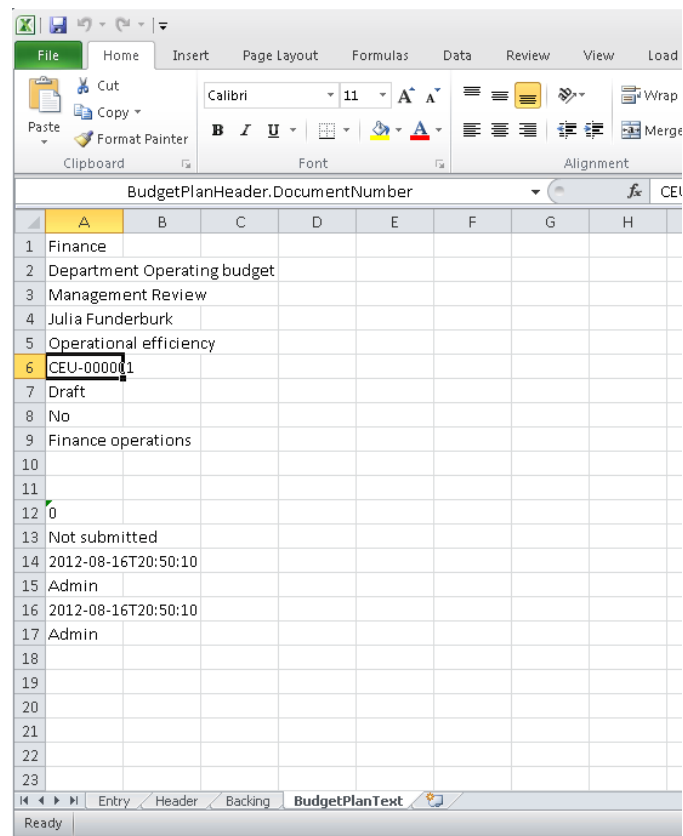 File Home Insert Page Layout Formulas Data Review View Load
Cut
Calibri 11 A A Wrap
Copy
Paste
Format Painter B I U A Merge
Clipboard Font Alignment
BudgetPlanHeader.DocumentNumber fx CEU
A B C D E F G H
1 Finance
2 Department Operating budget
3 Management Review
4 Julia Funderburk
5 Operational efficiency
6 CEU-000001
7 Draft
8 No
9 Finance operations
10
11
12 0
13 Not submitted
14 2012-08-16T20:50:10
15 Admin
16 2012-08-16T20:50:10
17 Admin
18
19
20
21
22
23
Entry Header Backing BudgetPlanText
Ready